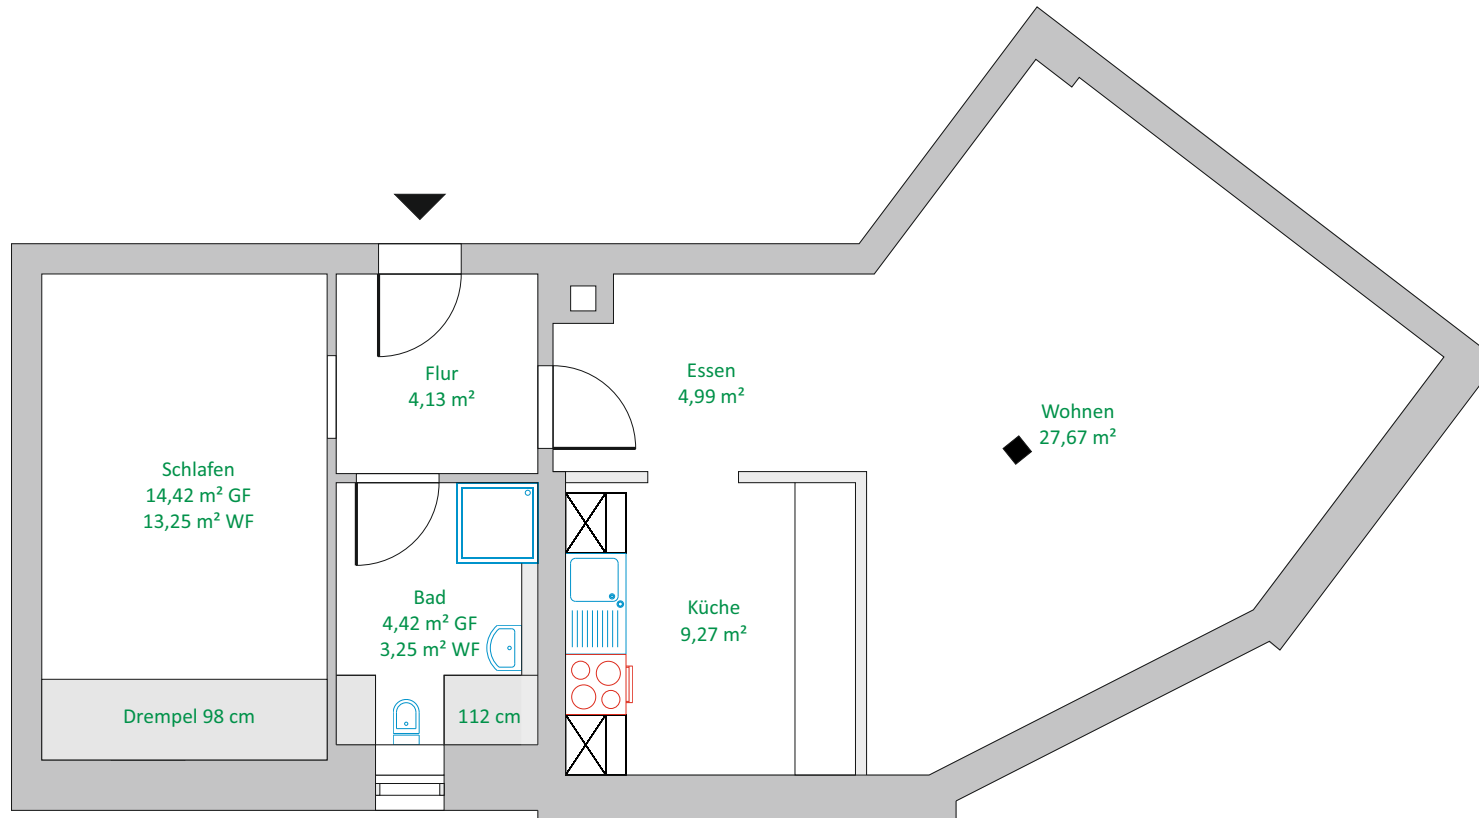 Flur
4,13 m²
Essen
4,99 m²
Wohnen
27,67 m²
Schlafen
14,42 m² GF
13,25 m² WF
Bad
4,42 m² GF
3,25 m² WF
Küche
9,27 m²
Drempel 98 cm
112 cm